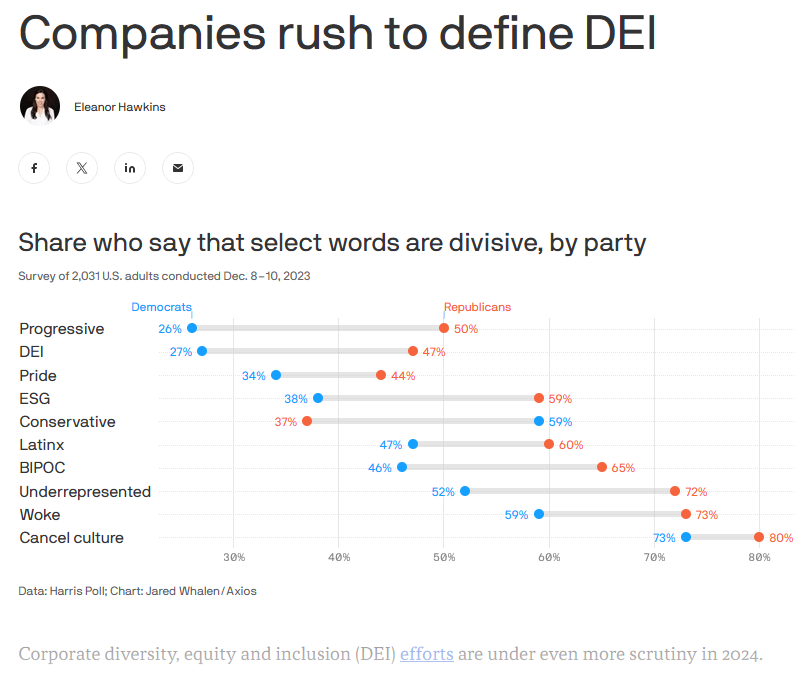 Companies rush to define DEI
Eleanor Hawkins
Share who say that select words are divisive, by party
Survey of 2,031 U.S. adults conducted Dec. 8–10, 2023
Democrats Republicans
Progressive 26% 50%
DEI 27% 47%
Pride 34% 44%
ESG 38% 59%
Conservative 37% 59%
Latinx 47% 60%
BIPOC 46% 65%
Underrepresented 52% 72%
Woke 59% 73%
Cancel culture 73% 80%
30% 40% 50% 60% 70% 80%
Data: Harris Poll; Chart: Jared Whalen/Axios
Corporate diversity, equity and inclusion (DEI) efforts are under even more scrutiny in 2024.